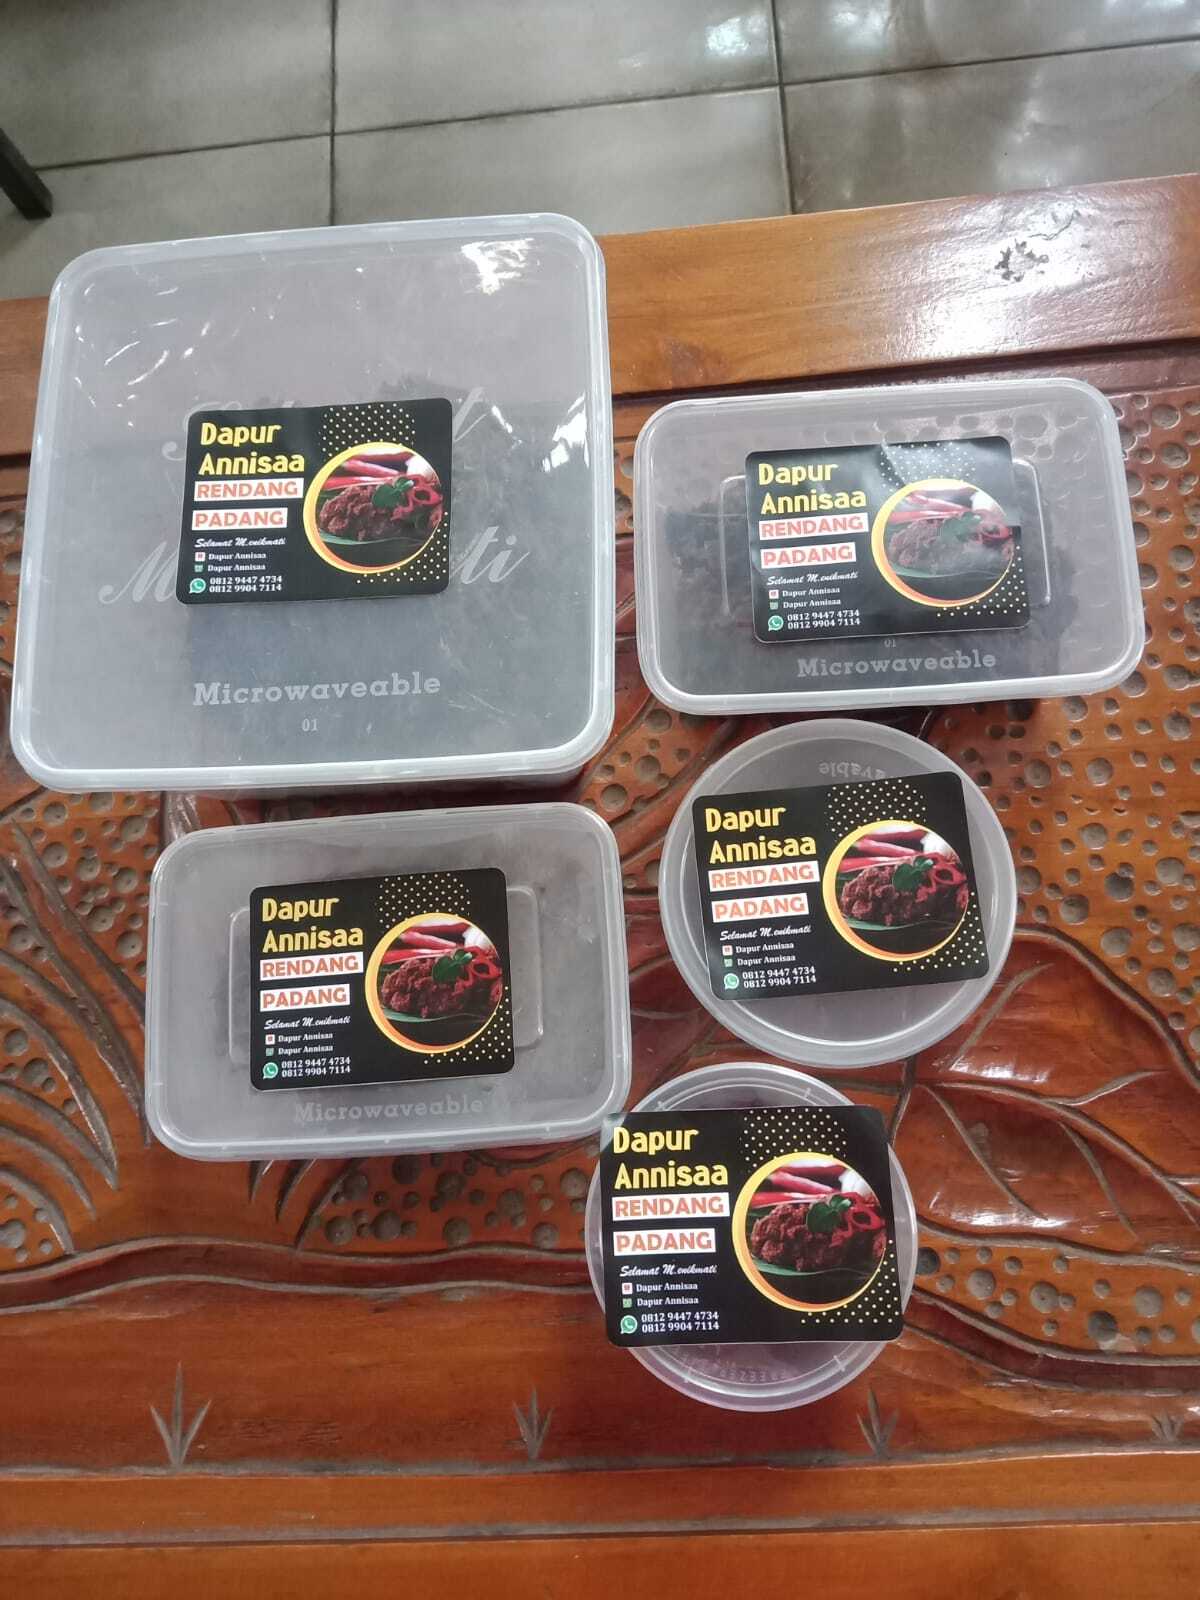 Dapur
Annisaa
RENDANG
PADANG
Selamat M.enikmati
Dapur Annisaa
Dapur Annisaa
0812 9447 4734
0812 9904 7114
Microwaveable
01
Dapur
Annisaa
RENDANG
PADANG
Selamat M.enikmati
Dapur Annisaa
Dapur Annisaa
0812 9447 4734
0812 9904 7114
01
Microwaveable
Dapur
Annisaa
RENDANG
PADANG
Selamat M.enikmati
Dapur Annisaa
Dapur Annisaa
0812 9447 4734
0812 9904 7114
Dapur
Annisaa
RENDANG
PADANG
Selamat M.enikmati
Dapur Annisaa
Dapur Annisaa
0812 9447 4734
0812 9904 7114
Microwaveable
Dapur
Annisaa
RENDANG
PADANG
Selamat M.enikmati
Dapur Annisaa
Dapur Annisaa
0812 9447 4734
0812 9904 7114